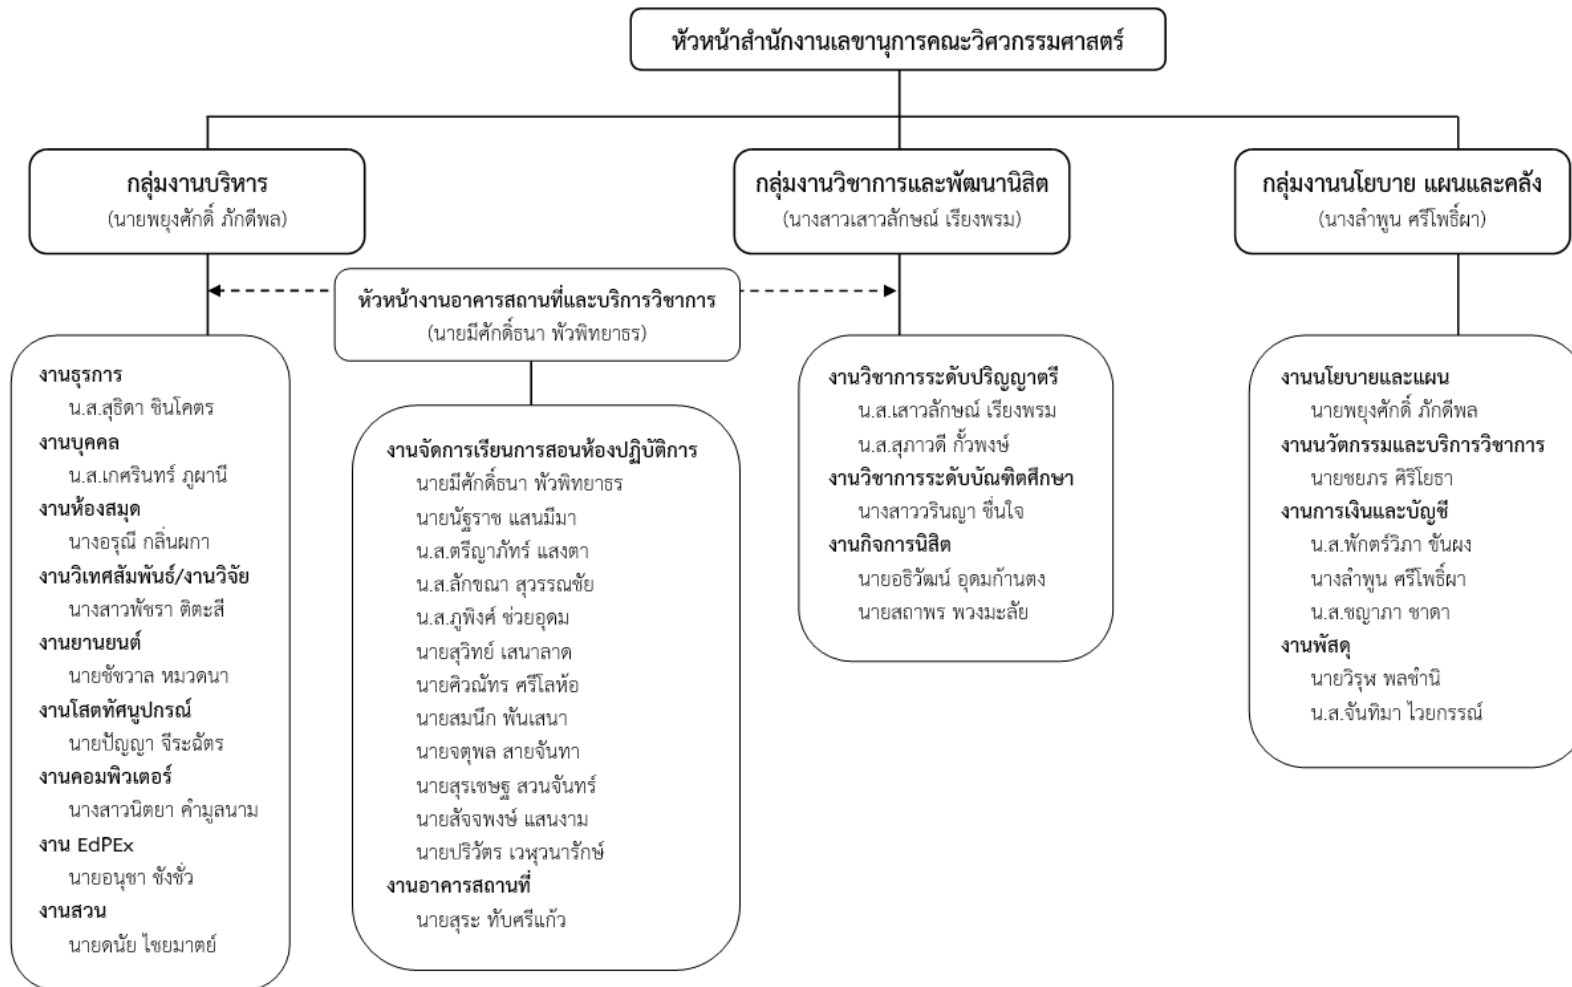 หัวหน้าสำนักงานเลขานุการคณะวิศวกรรมศาสตร์
กลุ่มงานบริหาร
(นายพยุงศักดิ์ ภักดีพล)
กลุ่มงานวิชาการและพัฒนานิสิต
(นางสาวเสาวลักษณ์ เรียงพรม)
กลุ่มงานนโยบาย แผนและคลัง
(นางลำพูน ศรีโพธิ์ผา)
หัวหน้างานอาคารสถานที่และบริการวิชาการ
(นายมีศักดิ์ธนา พัวพิทยาธร)
งานธุรการ
น.ส.สุธิดา ชินโคตร
งานบุคคล
น.ส.เกศรินทร์ ภูผานี
งานห้องสมุด
นางอรุณี กลิ่นผกา
งานวิเทศสัมพันธ์/งานวิจัย
นางสาวพัชรา ติตะสี
งานยานยนต์
นายชัชวาล หมวดนา
งานโสตทัศนูปกรณ์
นายปัญญา จีระฉัตร
งานคอมพิวเตอร์
นางสาวนิตยา คำมูลนาม
งาน EdPEx
นายอนุชา ชังชั่ว
งานสวน
นายดนัย ไชยมาตย์
งานจัดการเรียนการสอนห้องปฏิบัติการ
นายมีศักดิ์ธนา พัวพิทยาธร
นายนัฐราช แสนมีมา
น.ส.ตรีญาภัทร์ แสงตา
น.ส.ลักขณา สุวรรณชัย
น.ส.ภูพิงศ์ ช่วยอุดม
นายสุวิทย์ เสนาลาด
นายศิวณัทร ศรีโลห้อ
นายสมนึก พันเสนา
นายจตุพล สายจันทา
นายสุรเชษฐ สวนจันทร์
นายสัจจพงษ์ แสนงาม
นายปริวัตร เวฬุวนารักษ์
งานอาคารสถานที่
นายสุระ ทับศรีแก้ว
งานวิชาการระดับปริญญาตรี
น.ส.เสาวลักษณ์ เรียงพรม
น.ส.สุภาวดี กั้วพงษ์
งานวิชาการระดับบัณฑิตศึกษา
นางสาววรินญา ชื่นใจ
งานกิจการนิสิต
นายอธิวัฒน์ อุดมก้านตง
นายสถาพร พวงมะลัย
งานนโยบายและแผน
นายพยุงศักดิ์ ภักดีพล
งานนวัตกรรมและบริการวิชาการ
นายชยภร ศิริโยธา
งานการเงินและบัญชี
น.ส.พักตร์วิภา ขันผง
นางลำพูน ศรีโพธิ์ผา
น.ส.ชญาภา ชาดา
งานพัสดุ
นายวิรุฬ พลชำนิ
น.ส.จันทิมา ไวยกรรณ์